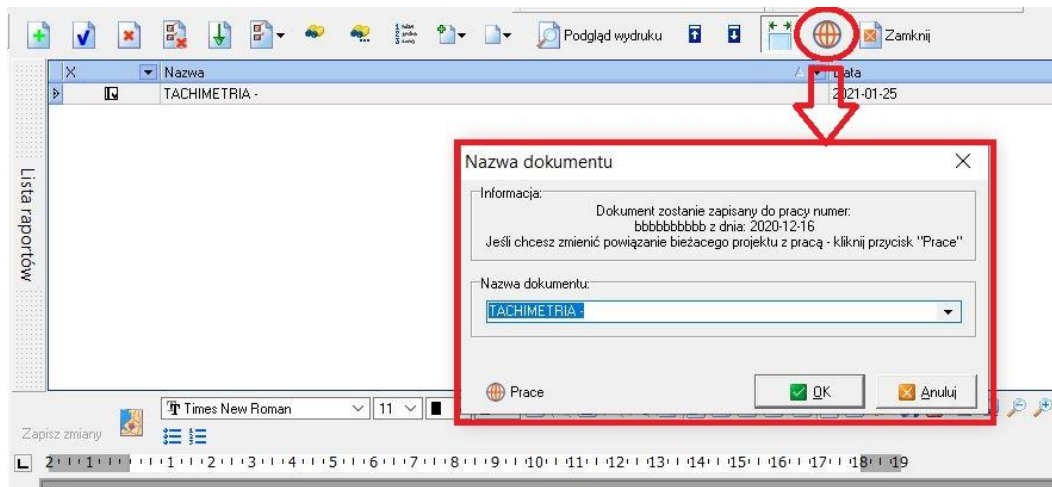 Podgląd wydruku
Zamknij
X Nazwa Data
TACHIMETRIA - 2021-01-25
Lista raportów
Nazwa dokumentu
Informacja:
Dokument zostanie zapisany do pracy numer:
bbbbbbbbbb z dnia: 2020-12-16
Jeśli chcesz zmienić powiązanie bieżacego projektu z pracą - kliknij przycisk "Prace"
Nazwa dokumentu:
TACHIMETRIA -
Prace OK Anuluj
Times New Roman 11
Zapisz zmiany
L 2 1 1 2 3 4 5 6 7 8 9 10 11 12 13 14 15 16 17 18 19